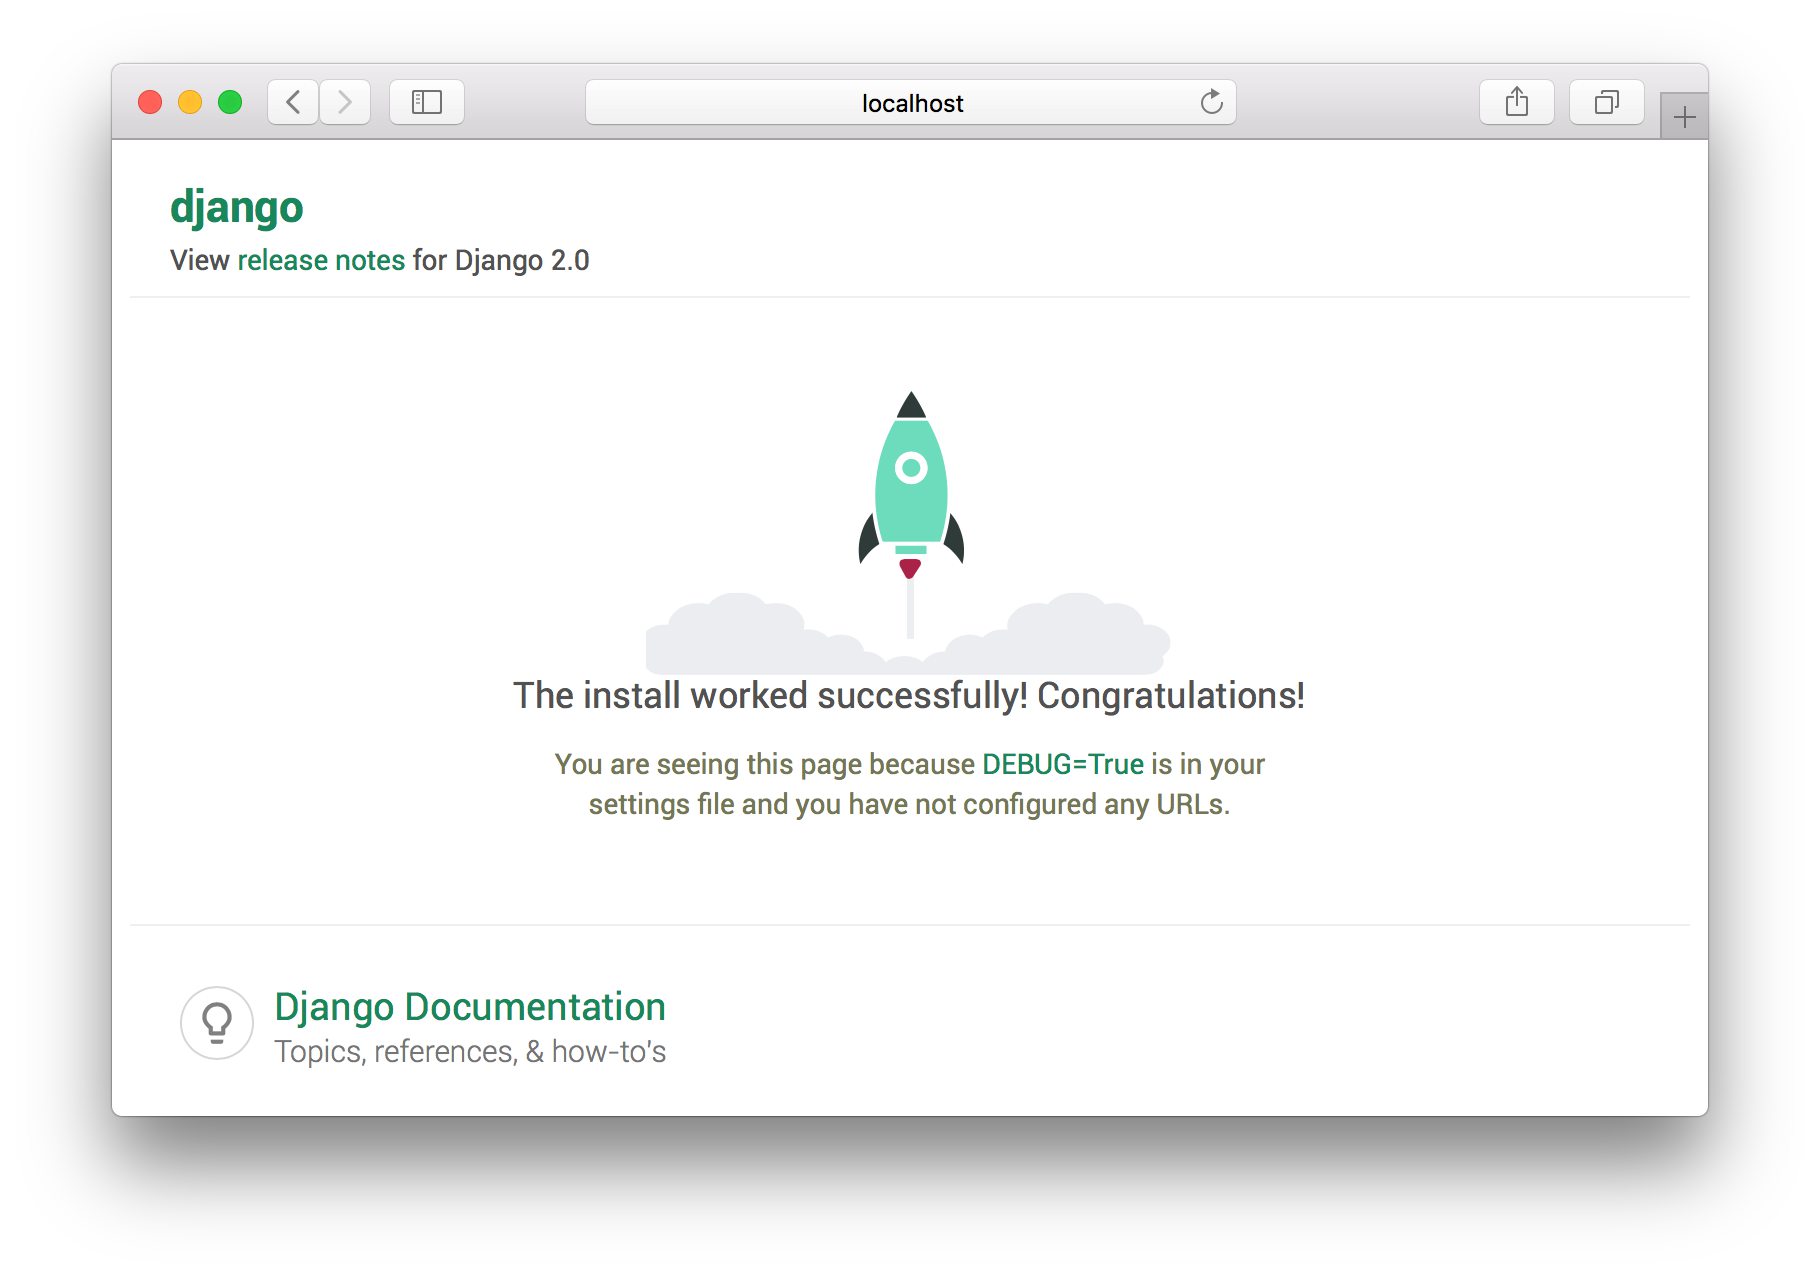 localhost
django
View release notes for Django 2.0
The install worked successfully! Congratulations!
You are seeing this page because DEBUG=True is in your
settings file and you have not configured any URLs.
Django Documentation
Topics, references, & how-to's